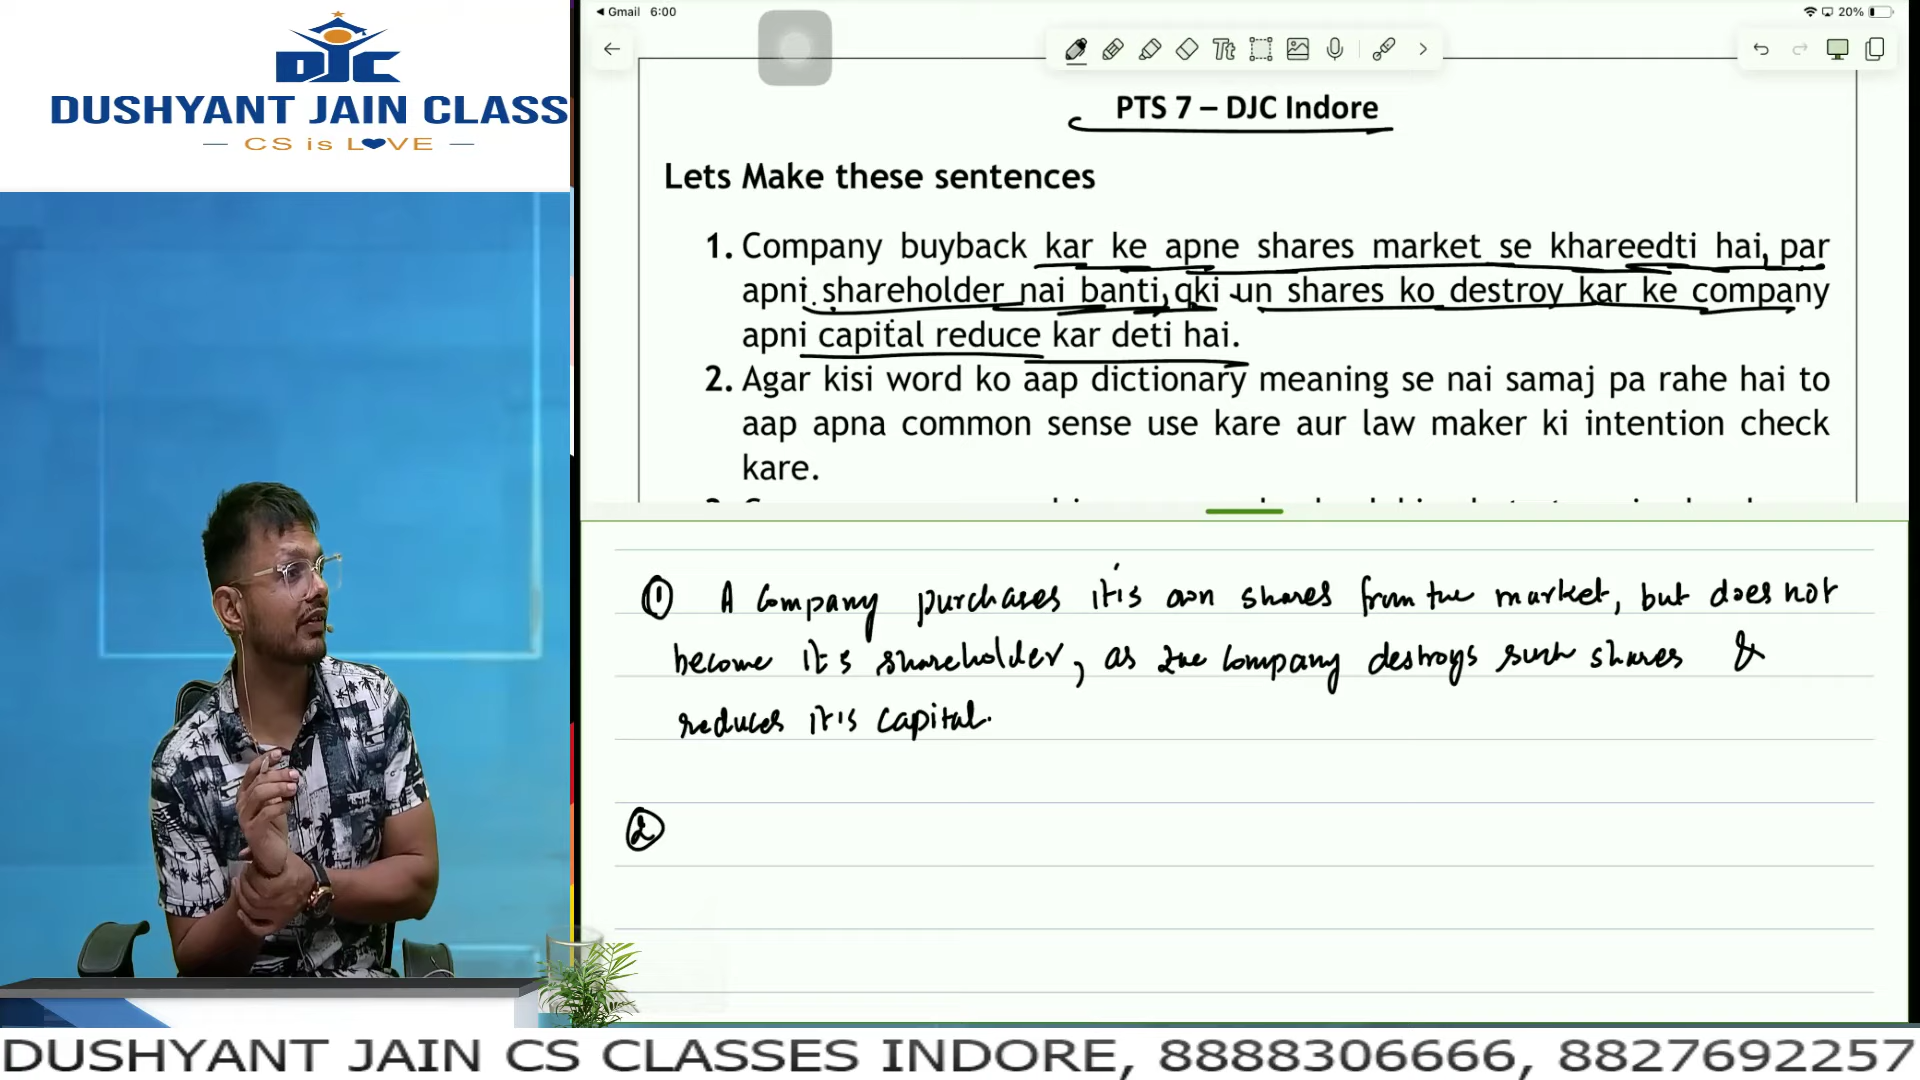 DJC
DUSHYANT JAIN CLASS
CS is L VE
Gmail 6:00
20%
Tt
PTS 7 – DJC Indore
Lets Make these sentences
1. Company buyback kar ke apne shares market se khareedti hai, par
apni shareholder nai banti, qki un shares ko destroy kar ke company
apni capital reduce kar deti hai.
2. Agar kisi word ko aap dictionary meaning se nai samaj pa rahe hai to
aap apna common sense use kare aur law maker ki intention check
kare.
① A Company purchases it's own shares from the market, but does not
become it's shareholder, as the Company destroys such shares &
reduces it's capital.
②
DUSHYANT JAIN CS CLASSES INDORE, 8888306666, 8827692257